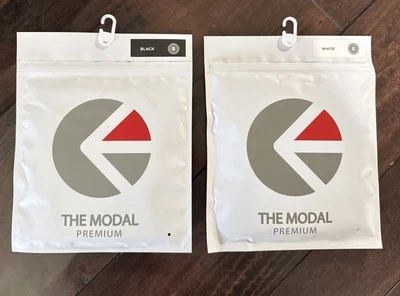 BLACK S
THE MODAL
PREMIUM
WHITE S
THE MODAL
PREMIUM